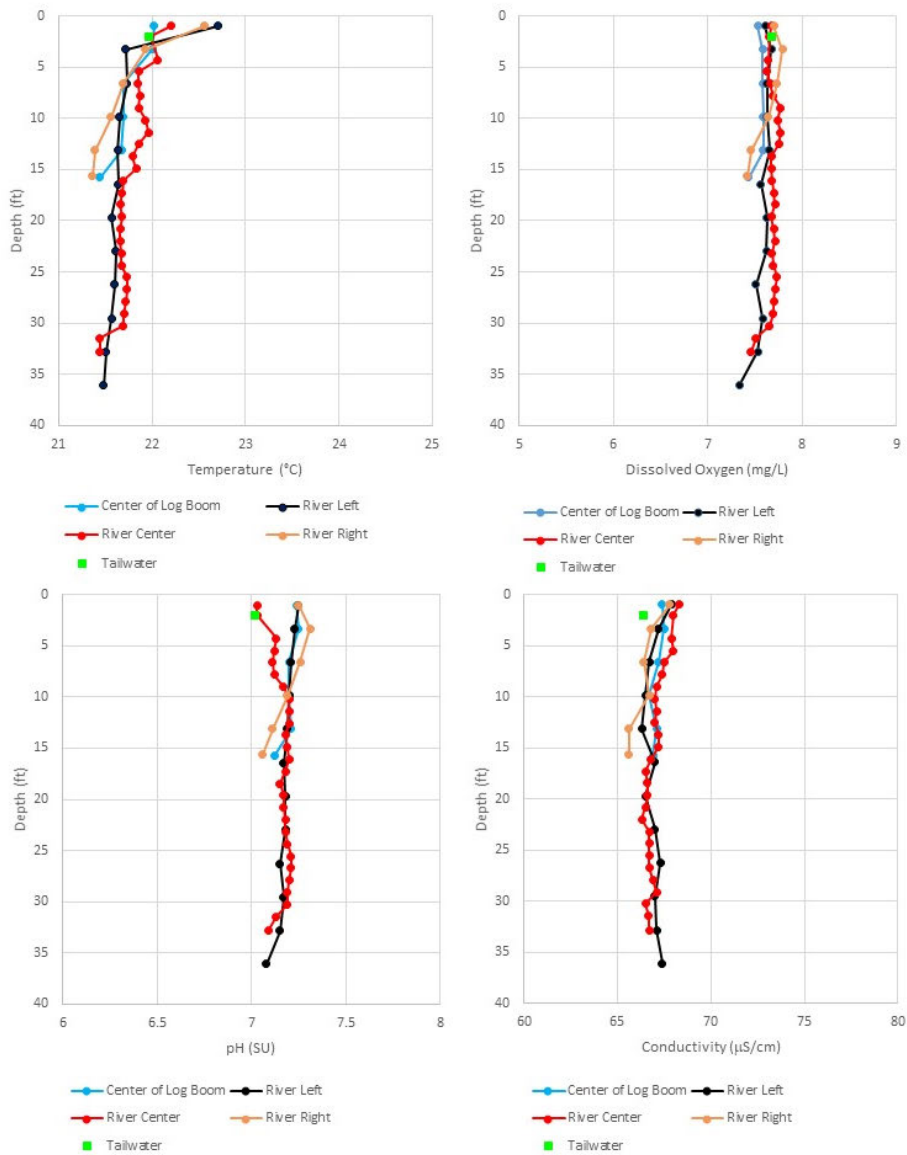 0
5
10
15
20
25
30
35
40
Depth (ft)
21 22 23 24 25
Temperature (°C)
Center of Log Boom River Left
River Center River Right
Tailwater
0
5
10
15
20
25
30
35
40
Depth (ft)
5 6 7 8 9
Dissolved Oxygen (mg/L)
Center of Log Boom River Left
River Center River Right
Tailwater
0
5
10
15
20
25
30
35
40
Depth (ft)
6 6.5 7 7.5 8
pH (SU)
Center of Log Boom River Left
River Center River Right
Tailwater
0
5
10
15
20
25
30
35
40
Depth (ft)
60 65 70 75 80
Conductivity (µS/cm)
Center of Log Boom River Left
River Center River Right
Tailwater